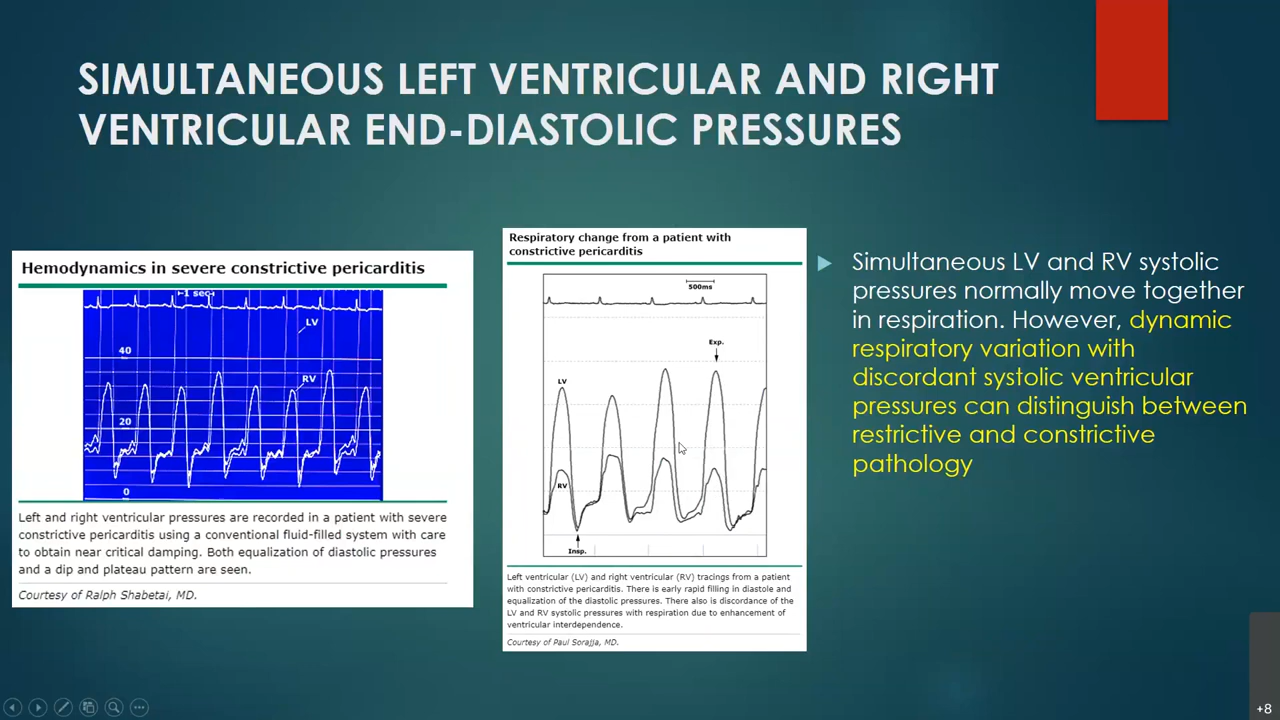 SIMULTANEOUS LEFT VENTRICULAR AND RIGHT
VENTRICULAR END-DIASTOLIC PRESSURES
Hemodynamics in severe constrictive pericarditis
1 sec
LV
40
RV
20
0
Left and right ventricular pressures are recorded in a patient with severe
constrictive pericarditis using a conventional fluid-filled system with care
to obtain near critical damping. Both equalization of diastolic pressures
and a dip and plateau pattern are seen.
Courtesy of Ralph Shabetai, MD.
Respiratory change from a patient with
constrictive pericarditis
500ms
Exp.
LV
RV
Insp.
Left ventricular (LV) and right ventricular (RV) tracings from a patient
with constrictive pericarditis. There is early rapid filling in diastole and
equalization of the diastolic pressures. There also is discordance of the
LV and RV systolic pressures with respiration due to enhancement of
ventricular interdependence.
Courtesy of Paul Sorajja, MD.
Simultaneous LV and RV systolic
pressures normally move together
in respiration. However, dynamic
respiratory variation with
discordant systolic ventricular
pressures can distinguish between
restrictive and constrictive
pathology
+8